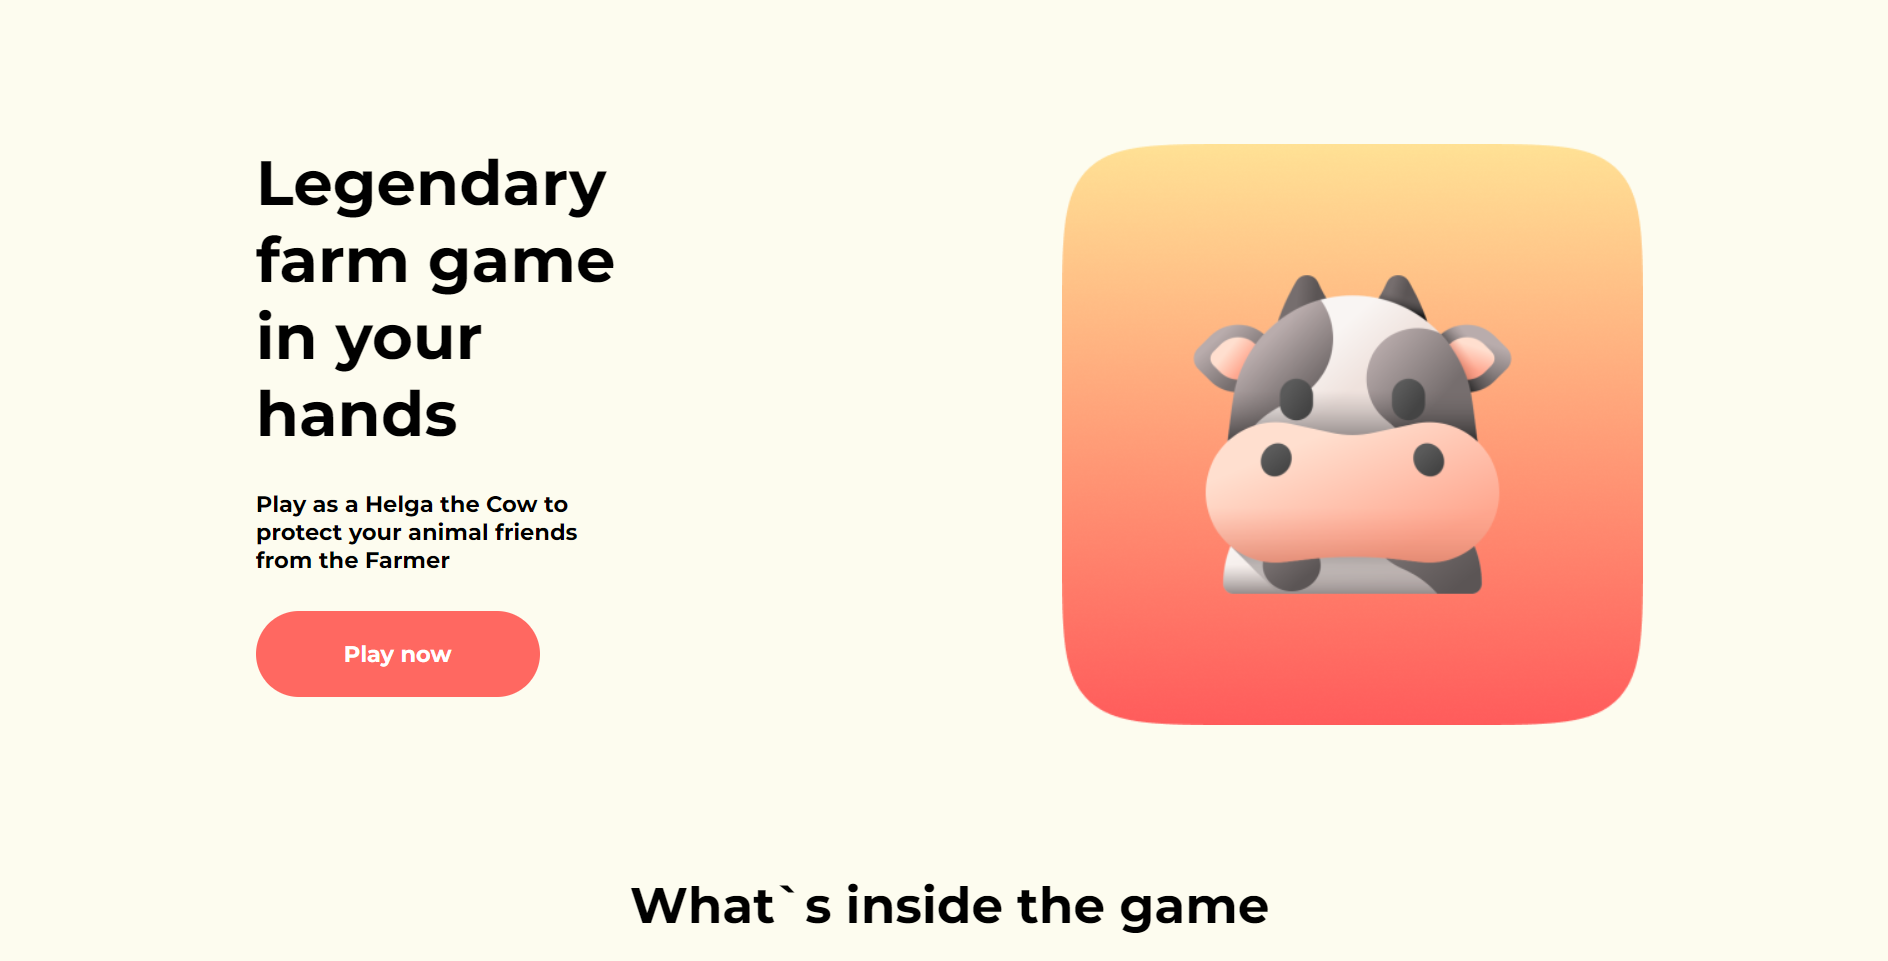 Legendary
farm game
in your
hands
Play as a Helga the Cow to
protect your animal friends
from the Farmer
Play now
What`s inside the game